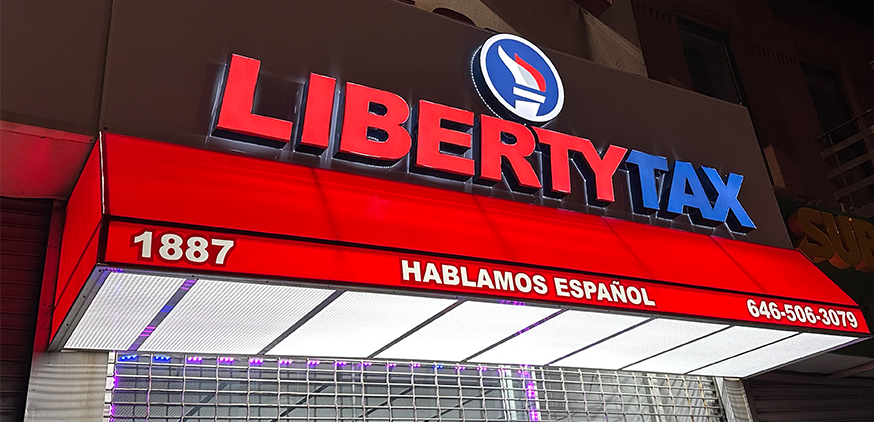 LIBERTY TAX
1887
HABLAMOS ESPAÑOL
646-506-3079